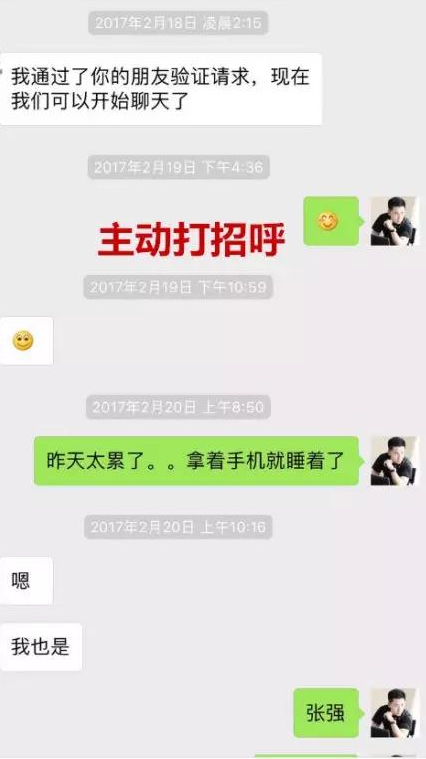 2017年2月18日 凌晨2:15
我通过了你的朋友验证请求，现在
我们可以开始聊天了
2017年2月19日 下午4:36
主动打招呼
2017年2月19日 下午10:59
2017年2月20日 上午8:50
昨天太累了。。拿着手机就睡着了
2017年2月20日 上午10:16
嗯
我也是
张强